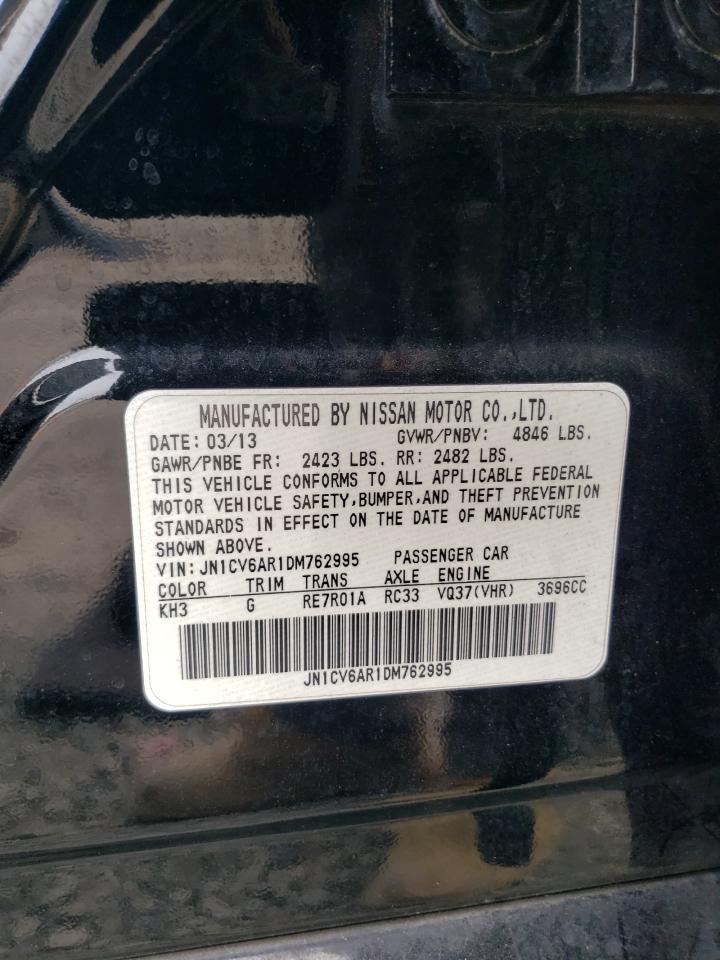 MANUFACTURED BY NISSAN MOTOR CO.,LTD.
DATE: 03/13 GVWR/PNBV: 4846 LBS.
GAWR/PNBE FR: 2423 LBS. RR: 2482 LBS.
THIS VEHICLE CONFORMS TO ALL APPLICABLE FEDERAL
MOTOR VEHICLE SAFETY,BUMPER,AND THEFT PREVENTION
STANDARDS IN EFFECT ON THE DATE OF MANUFACTURE
SHOWN ABOVE.
VIN:JN1CV6AR1DM762995 PASSENGER CAR
COLOR TRIM TRANS AXLE ENGINE
KH3 G RE7R01A RC33 VQ37(VHR) 3696CC
JN1CV6AR1DM762995